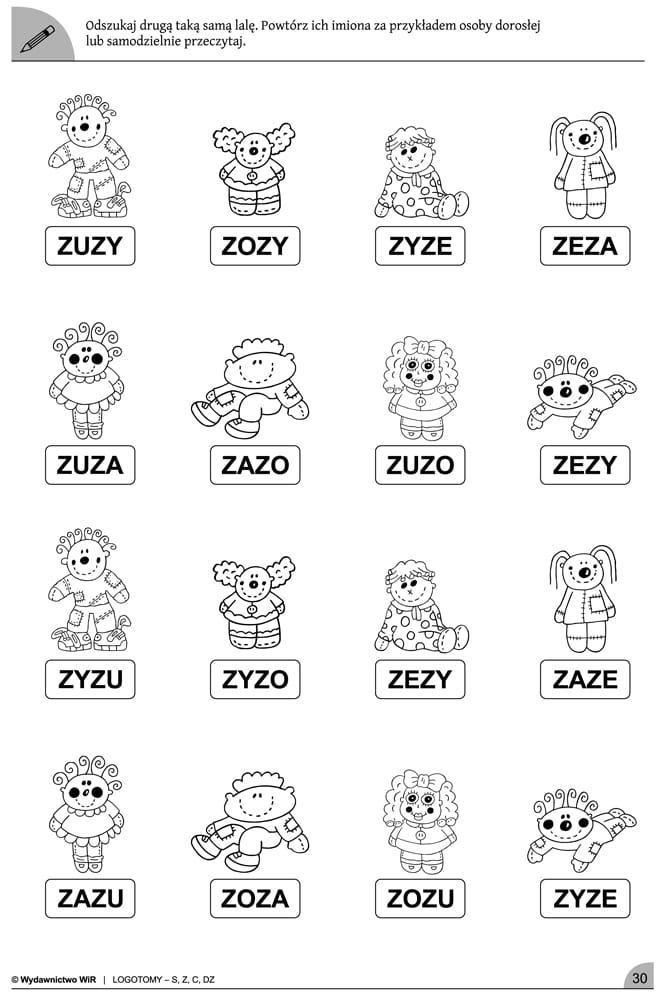 Odszukaj drugą taką samą lalę. Powtórz ich imiona za przykładem osoby dorosłej
lub samodzielnie przeczytaj.
ZUZY ZOZY ZYZE ZEZA
ZUZA ZAZO ZUZO ZEZY
ZYZU ZYZO ZEZY ZAZE
ZAZU ZOZA ZOZU ZYZE
© Wydawnictwo WiR | LOGOTOMY – S, Z, C, DZ 30